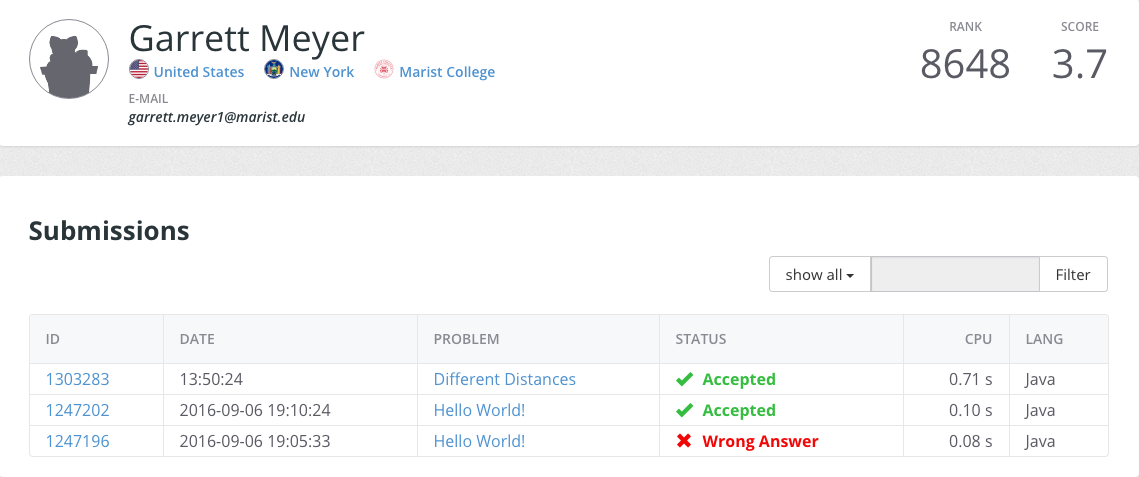 Garrett Meyer
United States New York Marist College
E-MAIL
garrett.meyer1@marist.edu
RANK
8648
SCORE
3.7
Submissions
show all Filter
ID DATE PROBLEM STATUS CPU LANG
1303283 13:50:24 Different Distances Accepted 0.71 s Java
1247202 2016-09-06 19:10:24 Hello World! Accepted 0.10 s Java
1247196 2016-09-06 19:05:33 Hello World! Wrong Answer 0.08 s Java